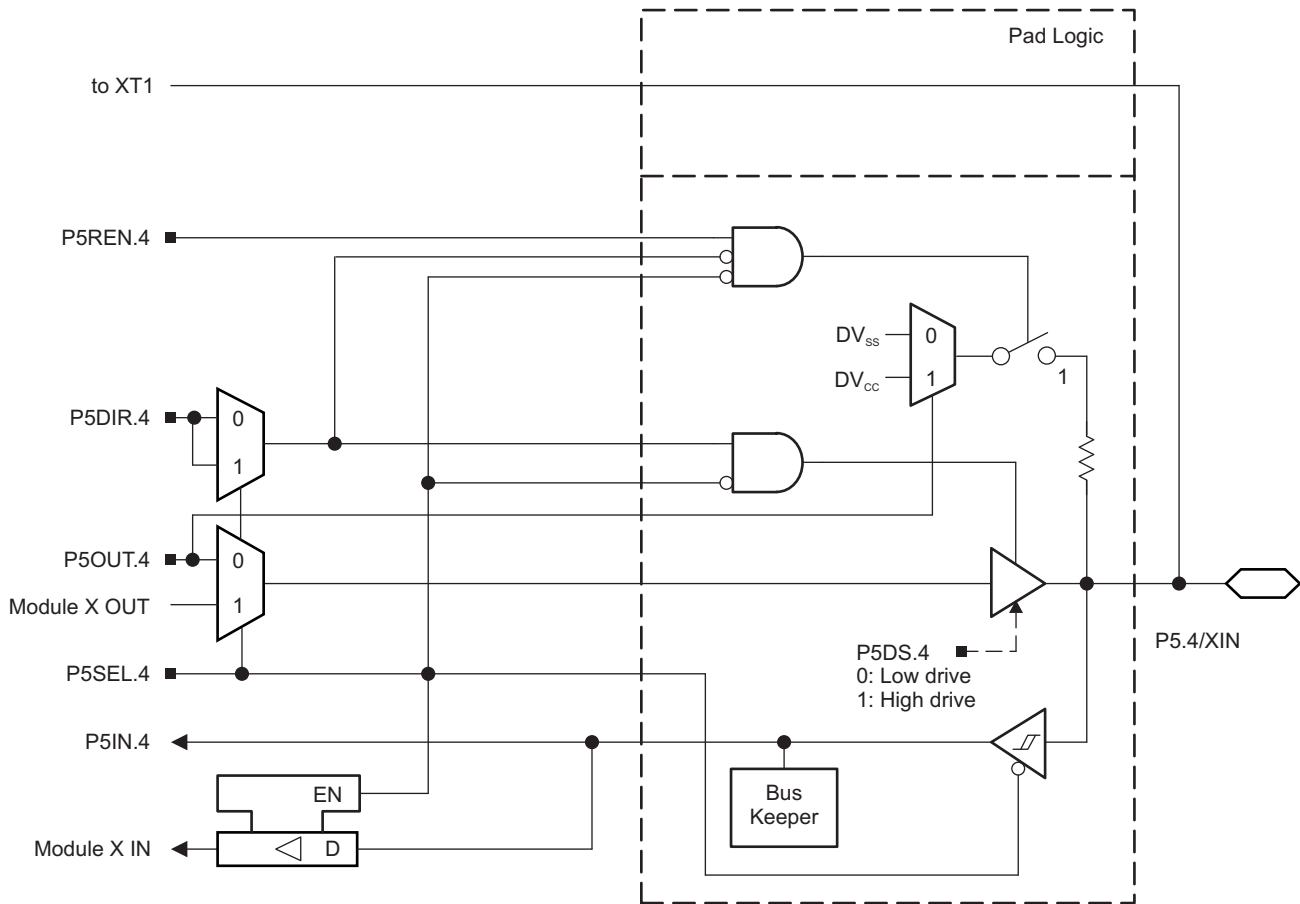 Pad Logic
to XT1
P5REN.4
DVSS
0
DVCC
1
1
P5DIR.4
0
1
P5OUT.4
0
Module X OUT
1
P5SEL.4
P5DS.4
0: Low drive
1: High drive
P5.4/XIN
P5IN.4
Bus
Keeper
EN
Module X IN
D